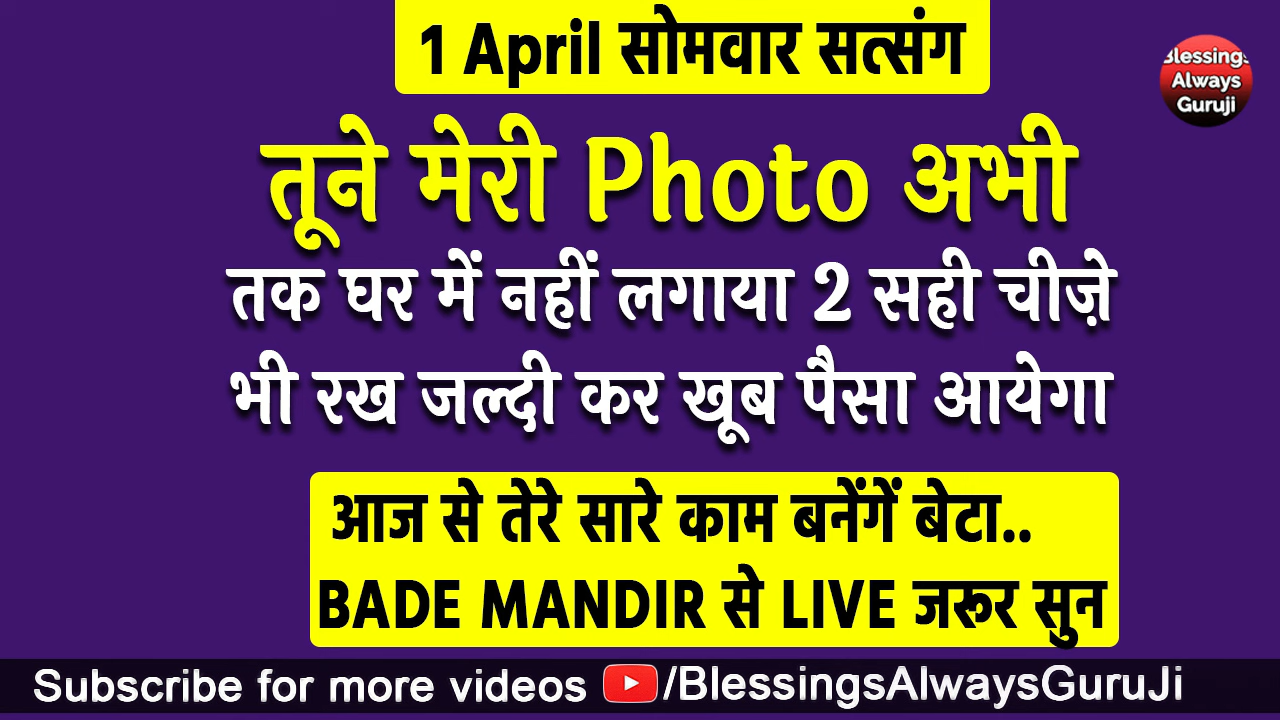 1 April सोमवार सत्संग
Blessings
Always
Guruji
तूने मेरी Photo अभी
तक घर में नहीं लगाया 2 सही चीज़े
भी रख जल्दी कर खूब पैसा आयेगा
आज से तेरे सारे काम बनेंगें बेटा..
BADE MANDIR से LIVE जरूर सुन
Subscribe for more videos /BlessingsAlwaysGuruJi